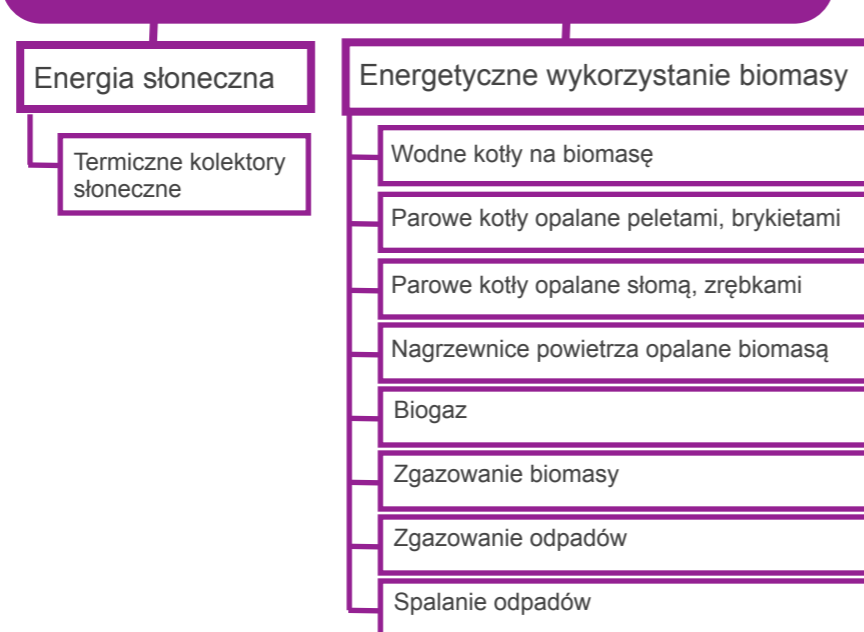 Energia słoneczna
Termiczne kolektory
słoneczne
Energetyczne wykorzystanie biomasy
Wodne kotły na biomasę
Parowe kotły opalane peletami, brykietami
Parowe kotły opalane słomą, zrębkami
Nagrzewnice powietrza opalane biomasą
Biogaz
Zgazowanie biomasy
Zgazowanie odpadów
Spalanie odpadów